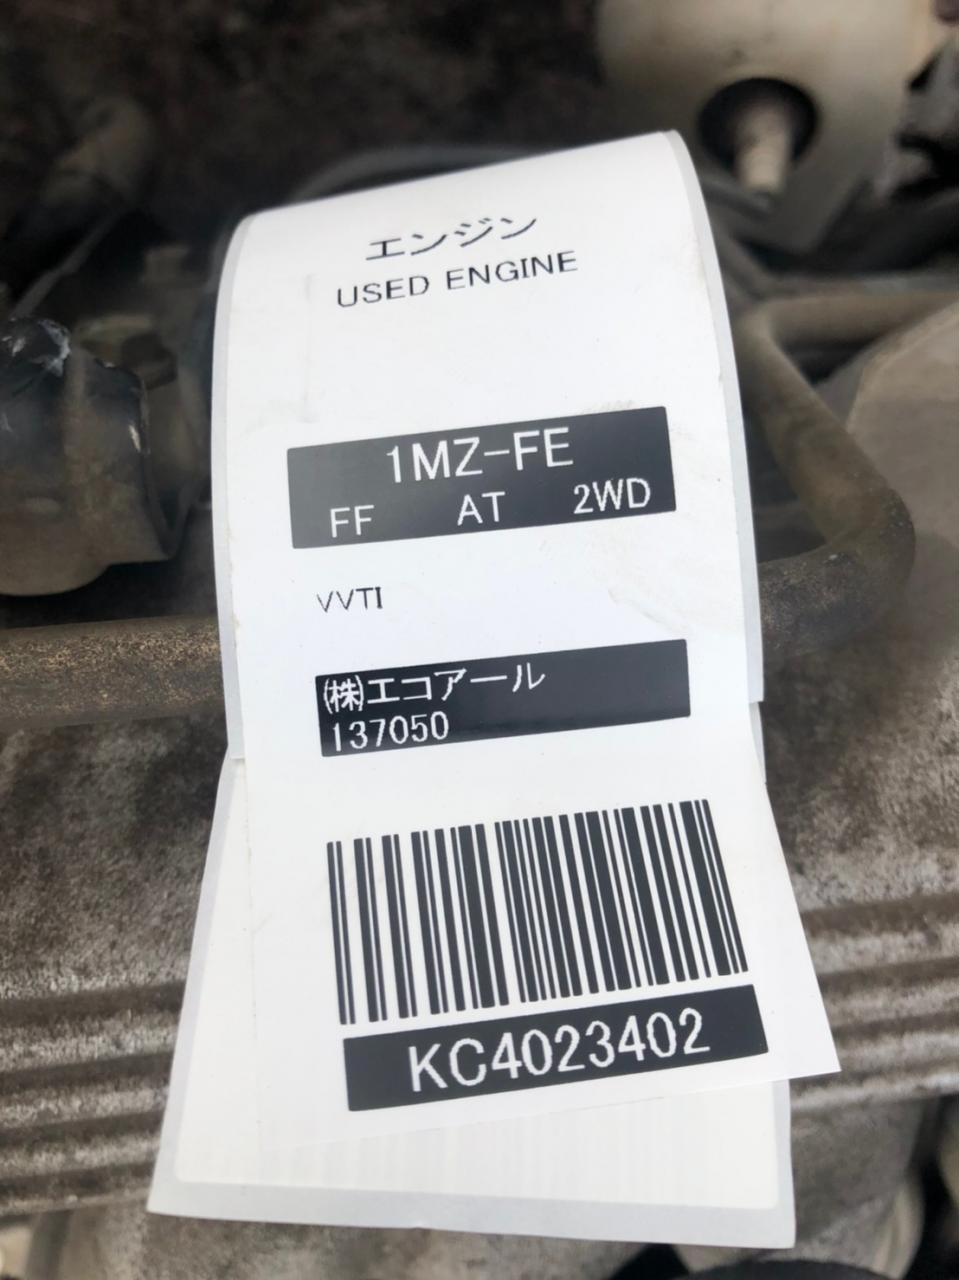 エンジン
USED ENGINE
1MZ-FE
FF AT 2WD
VVTI
㈱エコアール
137050
KC4023402